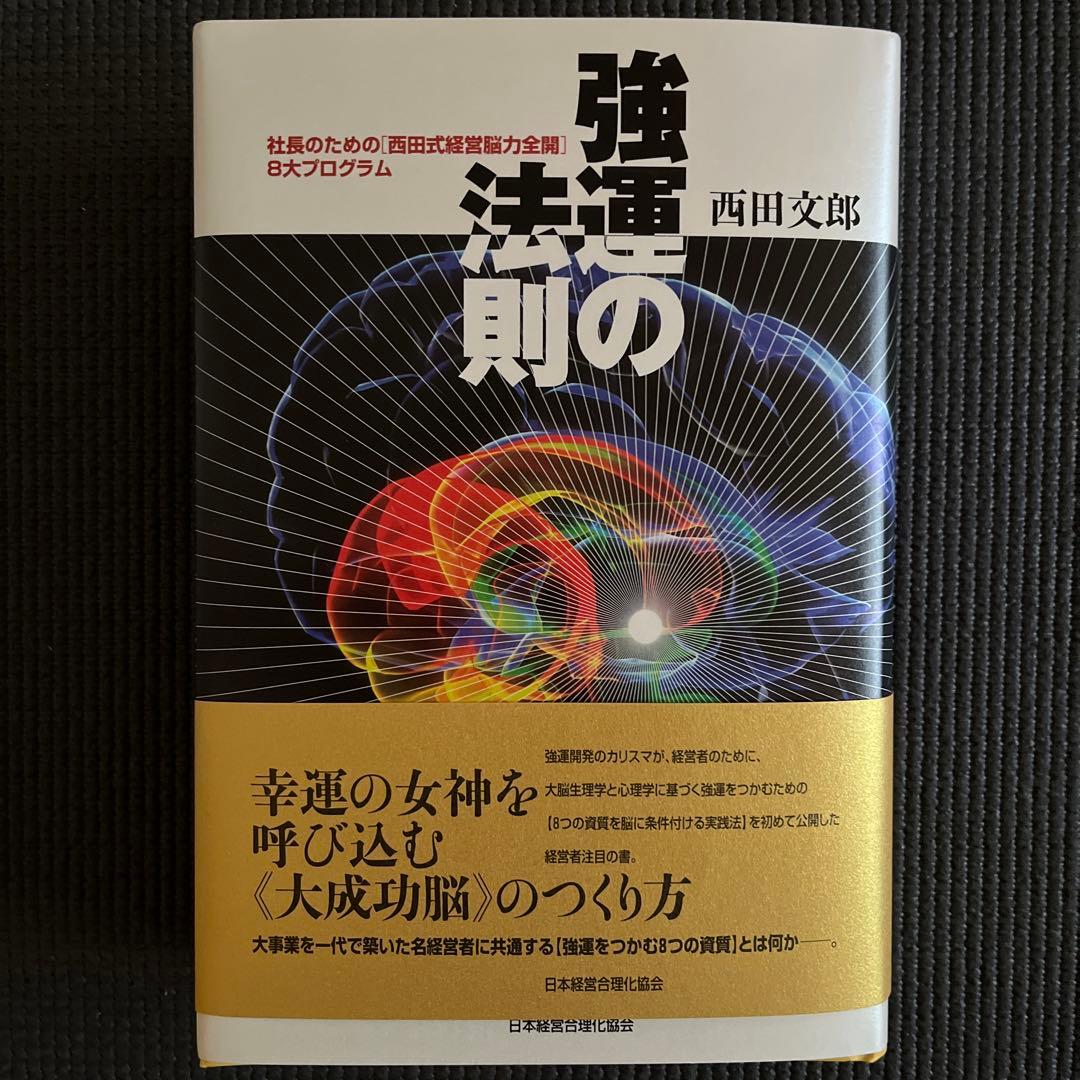 強運の
法則
社長のための[西田式経営脳力全開]
8大プログラム
西田文郎
幸運の女神を
呼び込む
《大成功脳》のつくり方
強運開発のカリスマが、経営者のために、
大脳生理学と心理学に基づく強運をつかむための
【8つの資質を脳に条件付ける実践法】を初めて公開した
経営者注目の書。
大事業を一代で築いた名経営者に共通する【強運をつかむ8つの資質】とは何か──。
日本経営合理化協会
日本経営合理化協会